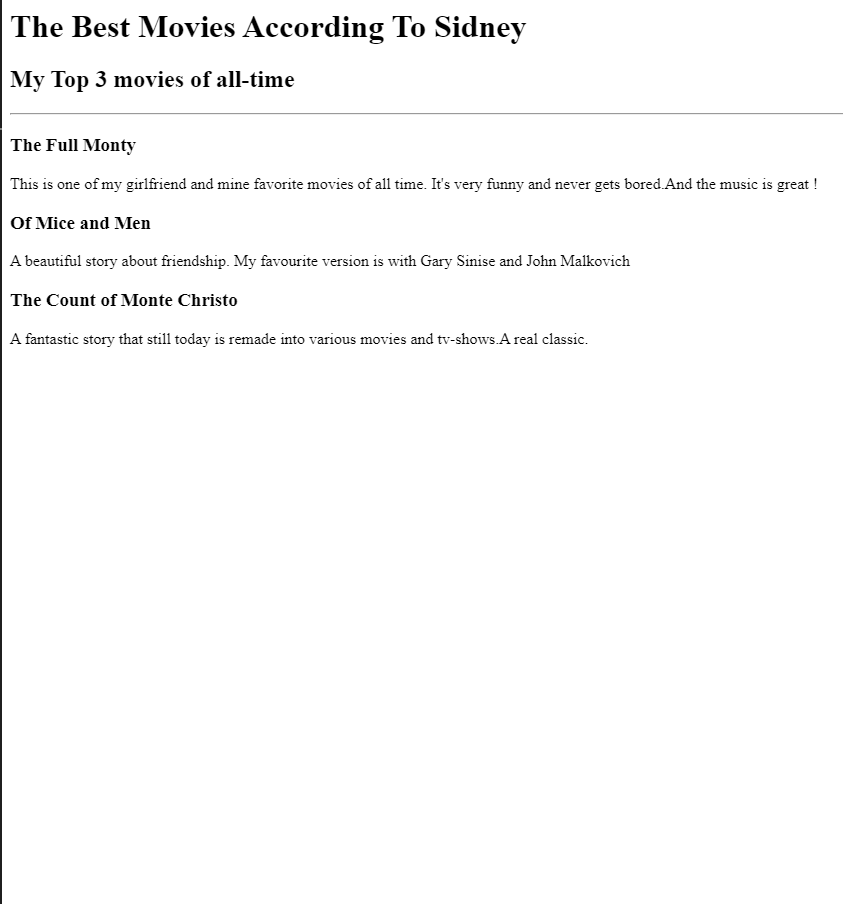 The Best Movies According To Sidney
My Top 3 movies of all-time
The Full Monty
This is one of my girlfriend and mine favorite movies of all time. It's very funny and never gets bored.And the music is great !
Of Mice and Men
A beautiful story about friendship. My favourite version is with Gary Sinise and John Malkovich
The Count of Monte Christo
A fantastic story that still today is remade into various movies and tv-shows.A real classic.